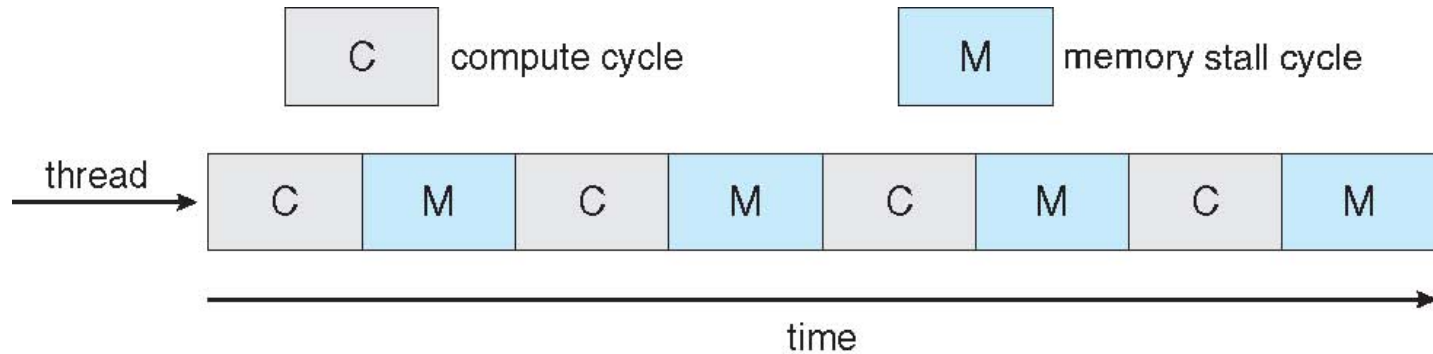 C compute cycle M memory stall cycle
thread
C M C M C M C M
time